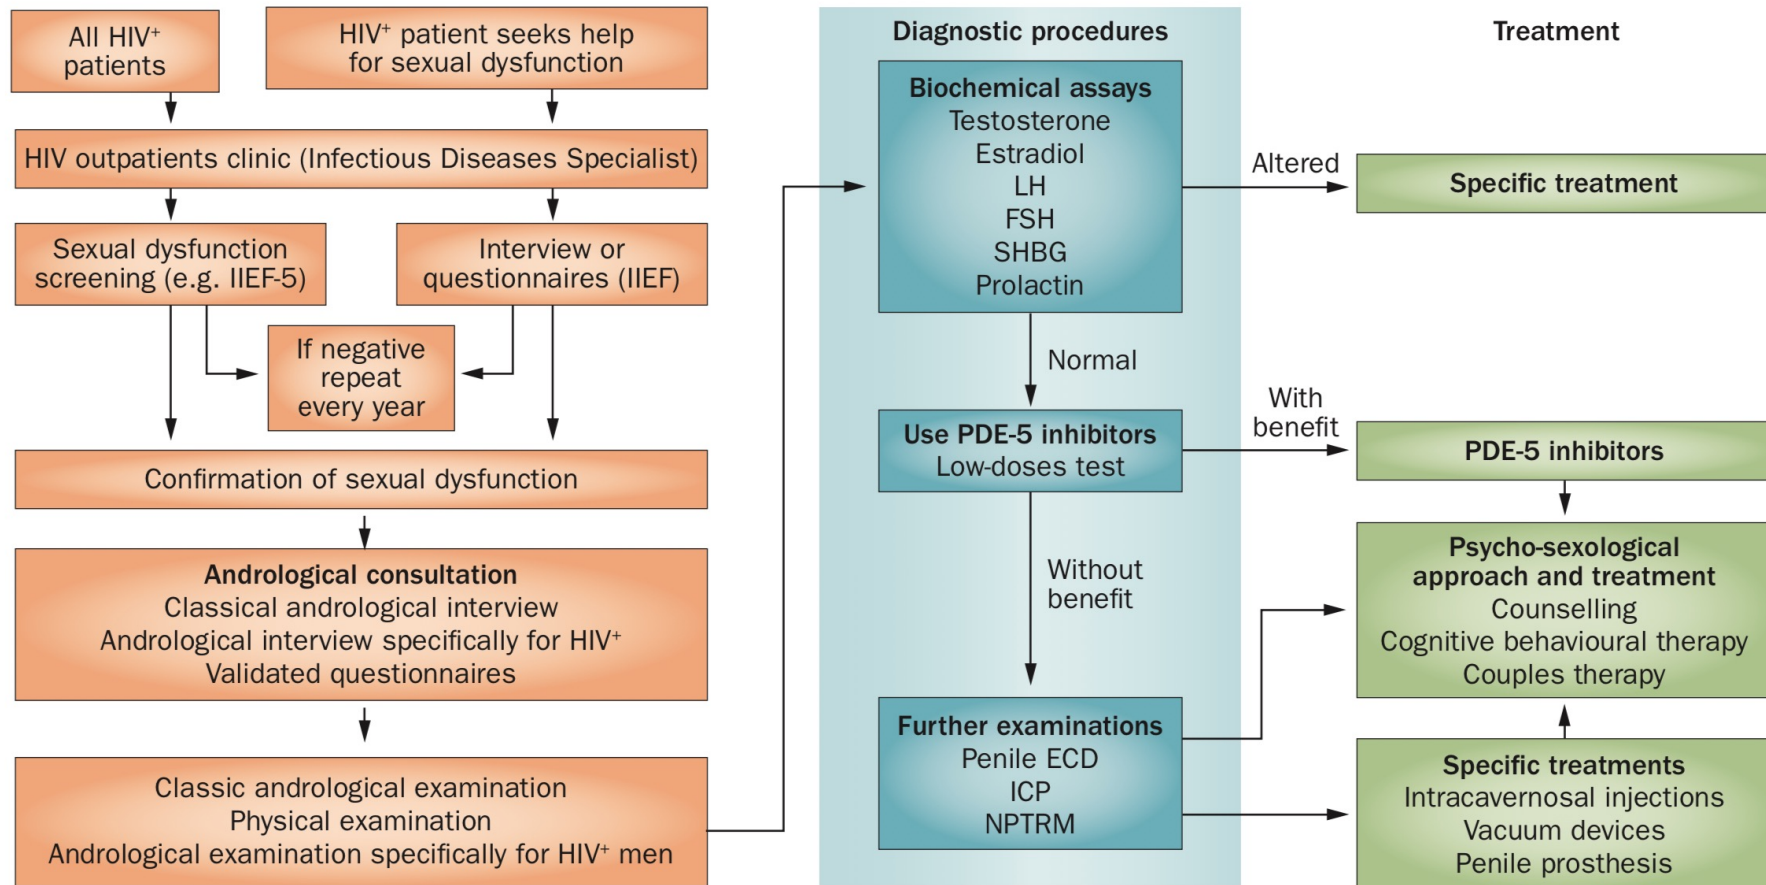 All HIV⁺
patients
HIV⁺ patient seeks help
for sexual dysfunction
HIV outpatients clinic (Infectious Diseases Specialist)
Sexual dysfunction
screening (e.g. IIEF-5)
Interview or
questionnaires (IIEF)
If negative
repeat
every year
Confirmation of sexual dysfunction
Andrological consultation
Classical andrological interview
Andrological interview specifically for HIV⁺
Validated questionnaires
Classic andrological examination
Physical examination
Andrological examination specifically for HIV⁺ men
Diagnostic procedures
Biochemical assays
Testosterone
Estradiol
LH
FSH
SHBG
Prolactin
Altered
Normal
Use PDE-5 inhibitors
Low-doses test
With
benefit
Without
benefit
Further examinations
Penile ECD
ICP
NPTRM
Treatment
Specific treatment
PDE-5 inhibitors
Psycho-sexological
approach and treatment
Counselling
Cognitive behavioural therapy
Couples therapy
Specific treatments
Intracavernosal injections
Vacuum devices
Penile prosthesis